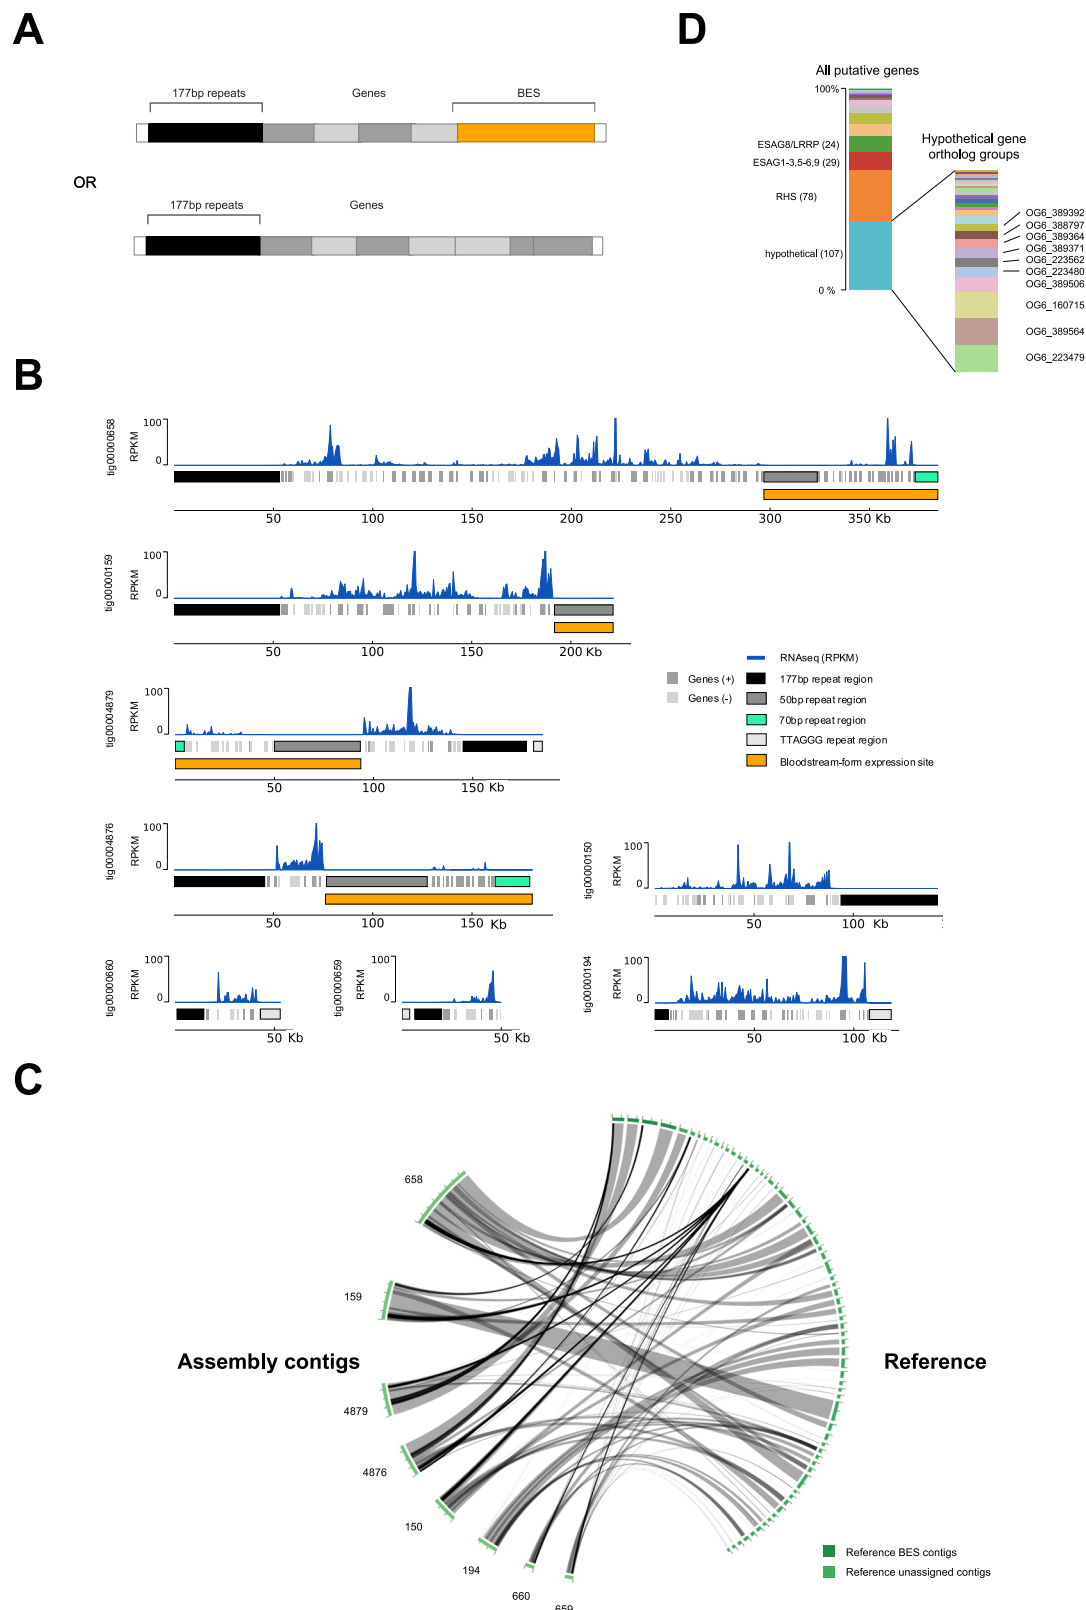 A
177bp repeats
Genes
BES
OR
177bp repeats
Genes
D
All putative genes
100%
ESAG8/LRRP (24)
ESAG1-3,5-6,9 (29)
RHS (78)
hypothetical (107)
0 %
Hypothetical gene
ortholog groups
OG6_389392
OG6_388797
OG6_389364
OG6_389371
OG6_223562
OG6_223480
OG6_389506
OG6_160715
OG6_389564
OG6_223479
B
tig00000658
RPKM
100
0
50 100 150 200 250 300 350 Kb
tig00000159
RPKM
100
0
50 100 150 200 Kb
RNAseq (RPKM)
Genes (+)
Genes (-)
177bp repeat region
50bp repeat region
70bp repeat region
TTAGGG repeat region
Bloodstream-form expression site
tig00004879
RPKM
100
0
50 100 150 Kb
tig00004876
RPKM
100
0
50 100 150 Kb
tig00000150
RPKM
100
0
50 100 Kb
tig00000660
RPKM
100
0
50 Kb
tig00000659
RPKM
100
0
50 Kb
tig00000194
RPKM
100
0
50 100 Kb
C
658
159
Assembly contigs
Reference
4879
4876
150
194
660
659
Reference BES contigs
Reference unassigned contigs